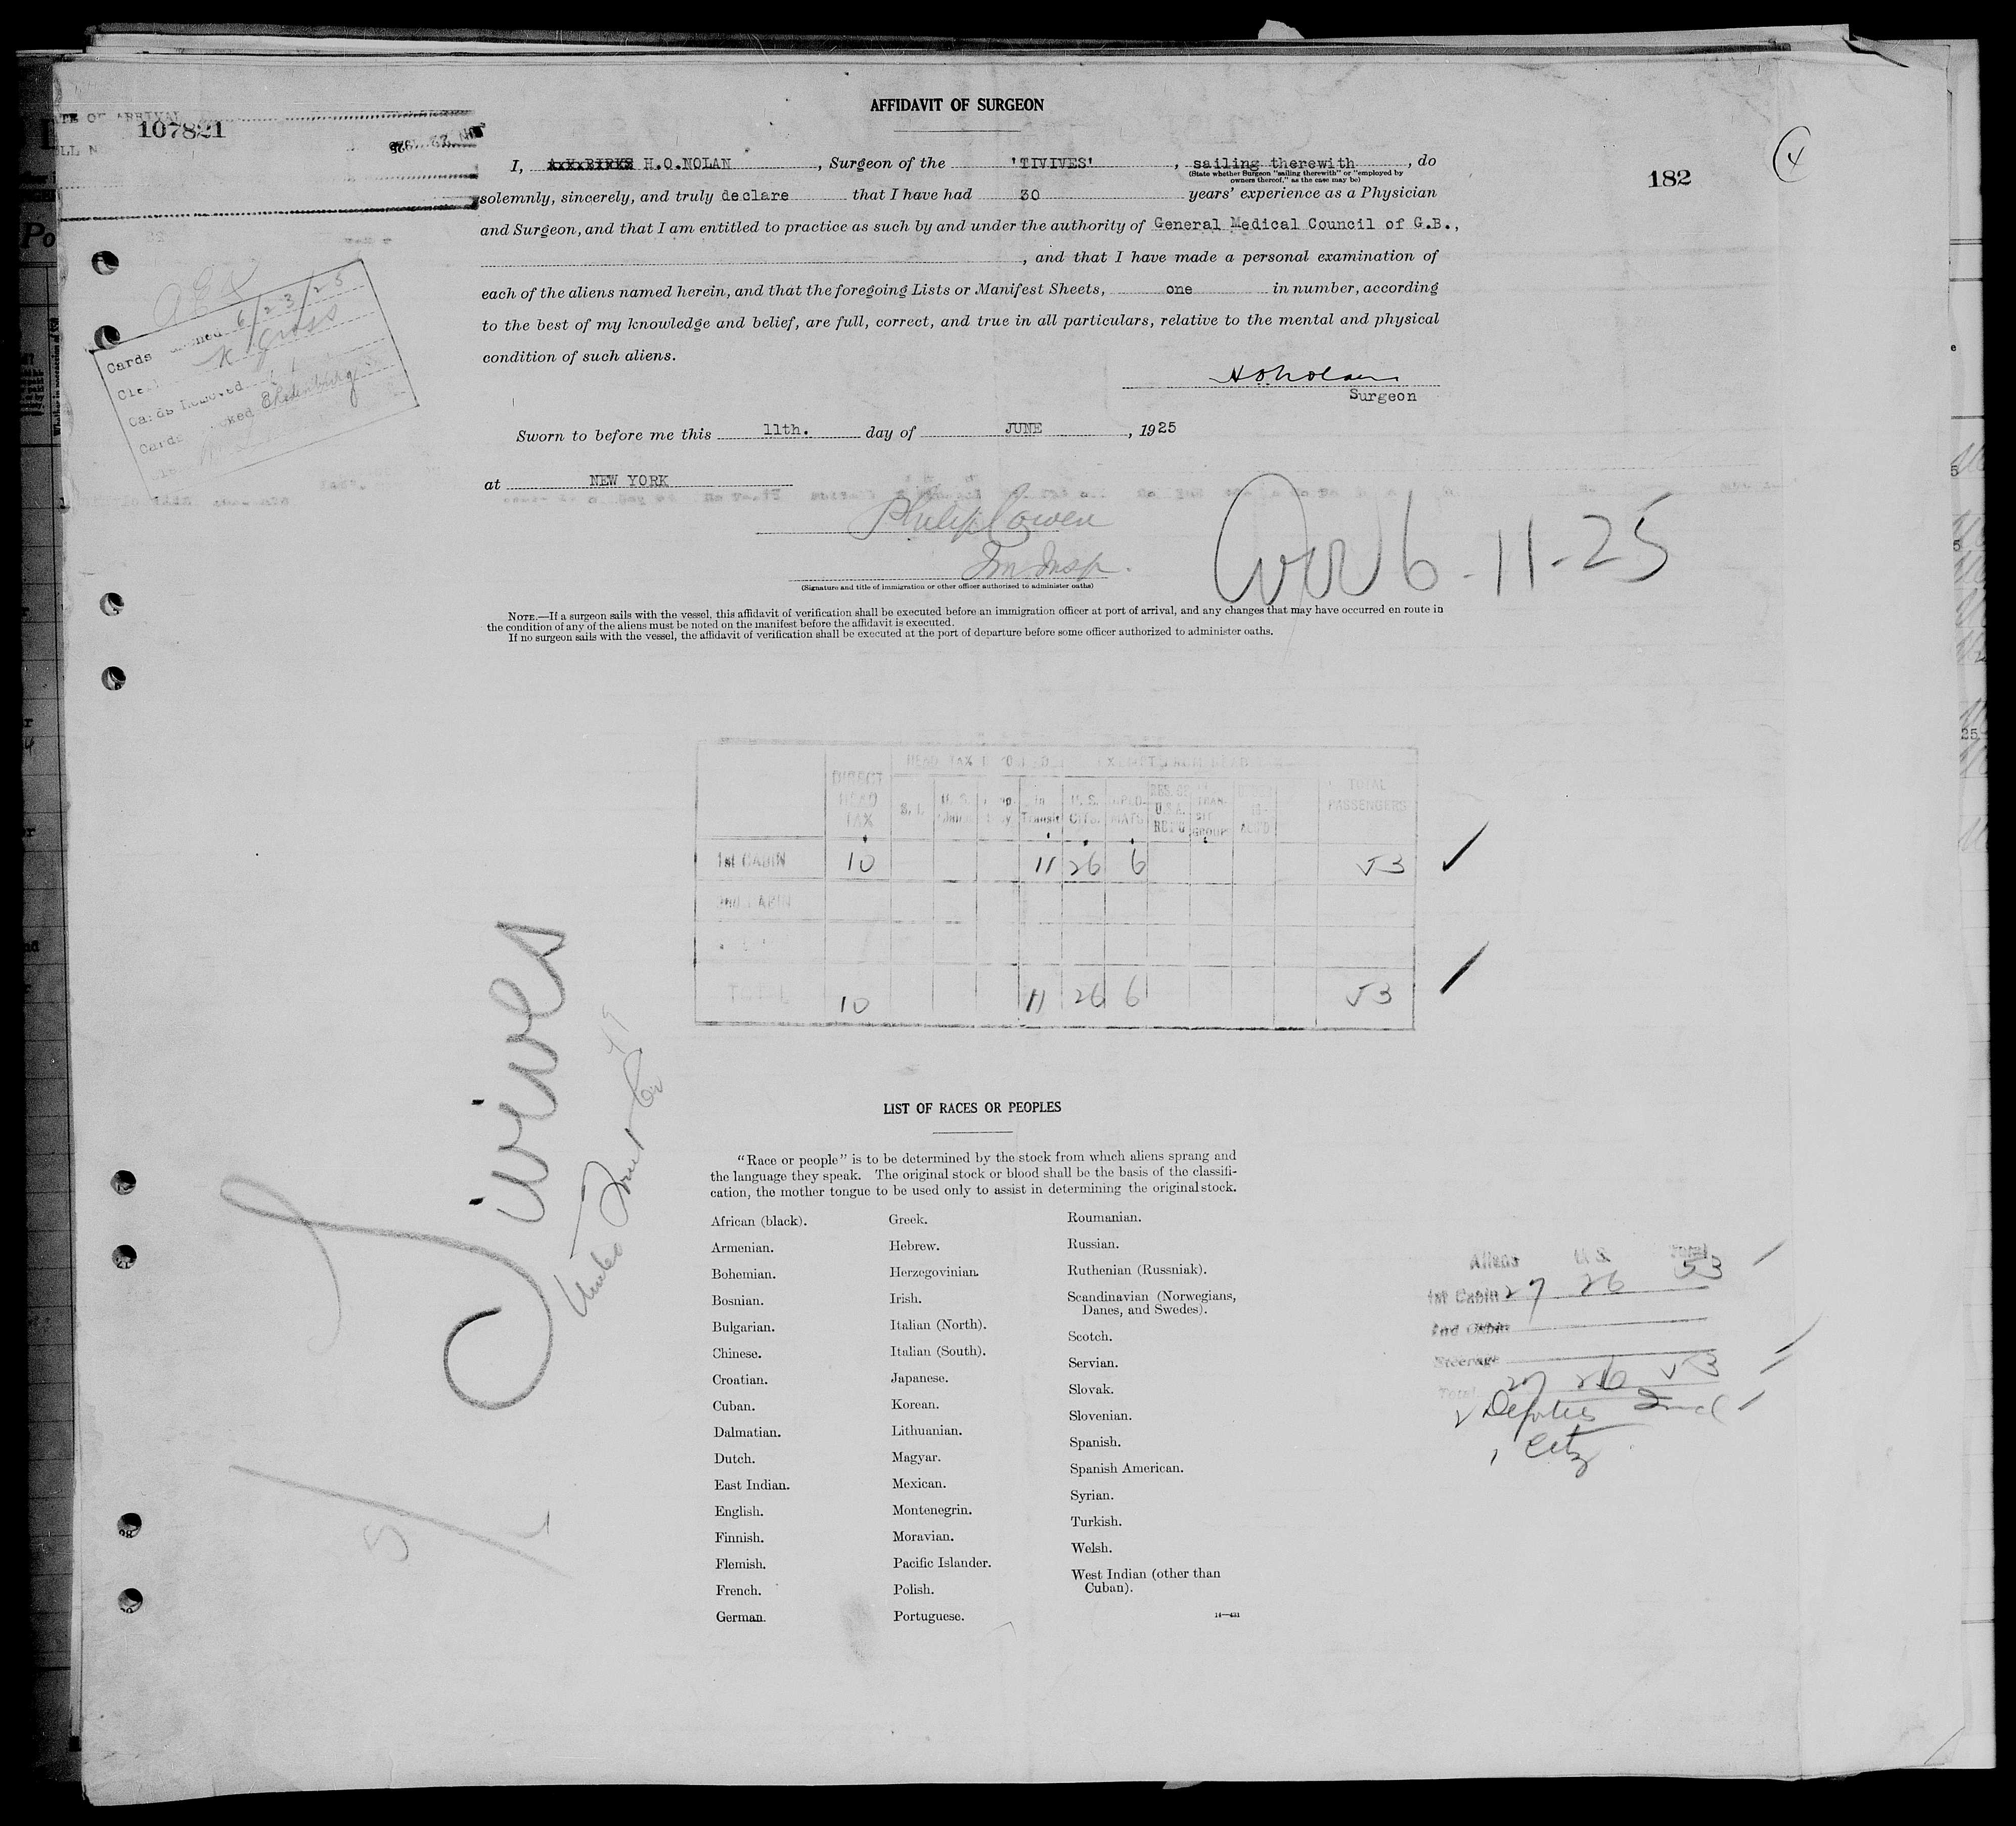 AFFIDAVIT OF SURGEON
107821
182
4
I, H.O.NOLAN, Surgeon of the 'TIVIVES', sailing therewith, do
(State whether Surgeon "sailing therewith" or "employed by
owners thereof," as the case may be)
solemnly, sincerely, and truly declare that I have had 30 years' experience as a Physician
and Surgeon, and that I am entitled to practice as such by and under the authority of General Medical Council of G.B.,
, and that I have made a personal examination of
each of the aliens named herein, and that the foregoing Lists or Manifest Sheets, one in number, according
to the best of my knowledge and belief, are full, correct, and true in all particulars, relative to the mental and physical
condition of such aliens.
Surgeon
Sworn to before me this 11th. day of JUNE, 1925
at NEW YORK
Philip Cowen
Im Insp.
6-11-25
(Signature and title of immigration or other officer authorized to administer oaths)
NOTE.—If a surgeon sails with the vessel, this affidavit of verification shall be executed before an immigration officer at port of arrival, and any changes that may have occurred en route in
the condition of any of the aliens must be noted on the manifest before the affidavit is executed.
If no surgeon sails with the vessel, the affidavit of verification shall be executed at the port of departure before some officer authorized to administer oaths.
DIRECT HEAD TAX
In Transit
U. S. CITS.
TOTAL PASSENGERS
1st CABIN 10 11 26 6 53
TOTAL 10 11 26 6 53
Tivives
United Fruit Co
LIST OF RACES OR PEOPLES
"Race or people" is to be determined by the stock from which aliens sprang and
the language they speak. The original stock or blood shall be the basis of the classifi-
cation, the mother tongue to be used only to assist in determining the original stock.
African (black).
Armenian.
Bohemian.
Bosnian.
Bulgarian.
Chinese.
Croatian.
Cuban.
Dalmatian.
Dutch.
East Indian.
English.
Finnish.
Flemish.
French.
German.
Greek.
Hebrew.
Herzegovinian.
Irish.
Italian (North).
Italian (South).
Japanese.
Korean.
Lithuanian.
Magyar.
Mexican.
Montenegrin.
Moravian.
Pacific Islander.
Polish.
Portuguese.
Roumanian.
Russian.
Ruthenian (Russniak).
Scandinavian (Norwegians,
Danes, and Swedes).
Scotch.
Servian.
Slovak.
Slovenian.
Spanish.
Spanish American.
Syrian.
Turkish.
Welsh.
West Indian (other than
Cuban).
14—431
Aliens U S Total
1st Cabin 27 26 53
2nd Cabin
Steerage
Total 27 26 53